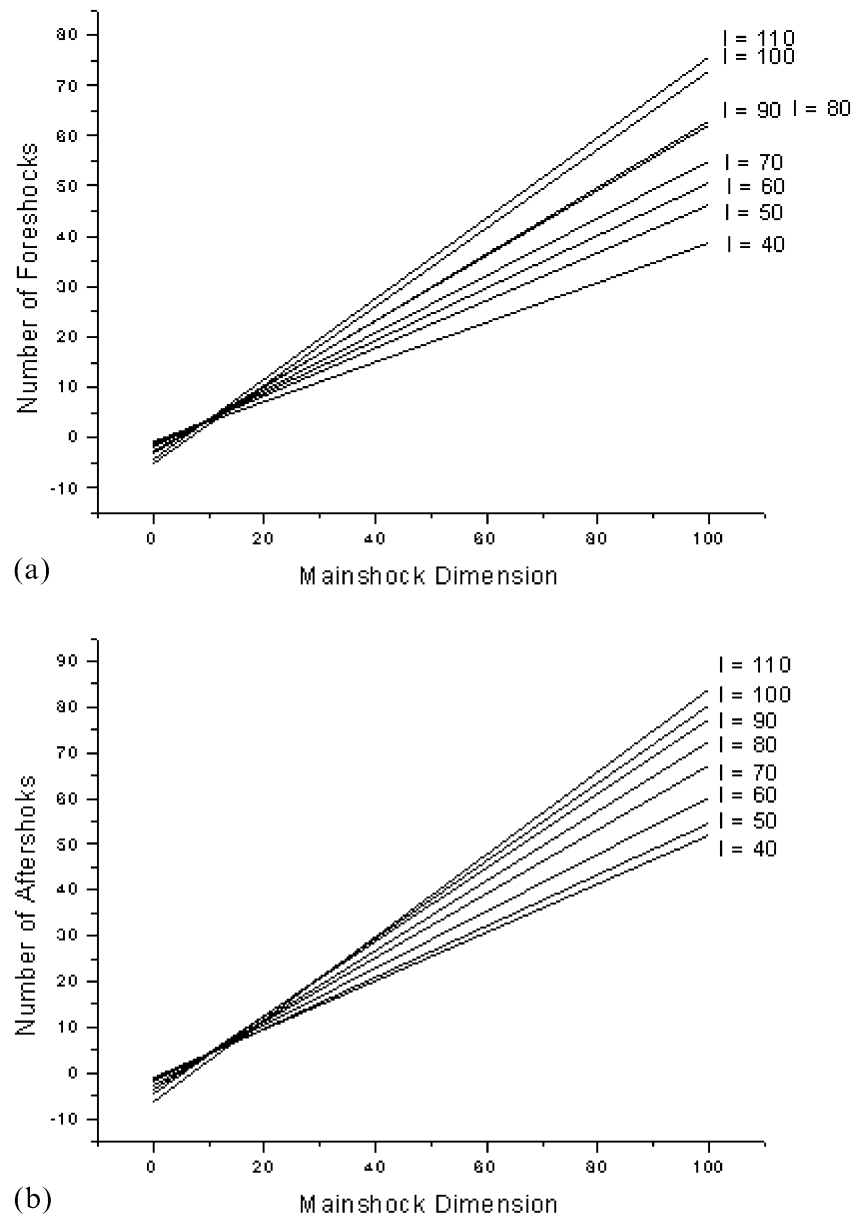 80
70
60
50
40
30
20
10
0
-10
Number of Foreshocks
l = 110
l = 100
l = 90 l = 80
l = 70
l = 60
l = 50
l = 40
0 20 40 60 80 100
Mainshock Dimension
(a)
90
80
70
60
50
40
30
20
10
0
-10
Number of Aftershoks
l = 110
l = 100
l = 90
l = 80
l = 70
l = 60
l = 50
l = 40
0 20 40 60 80 100
Mainshock Dimension
(b)